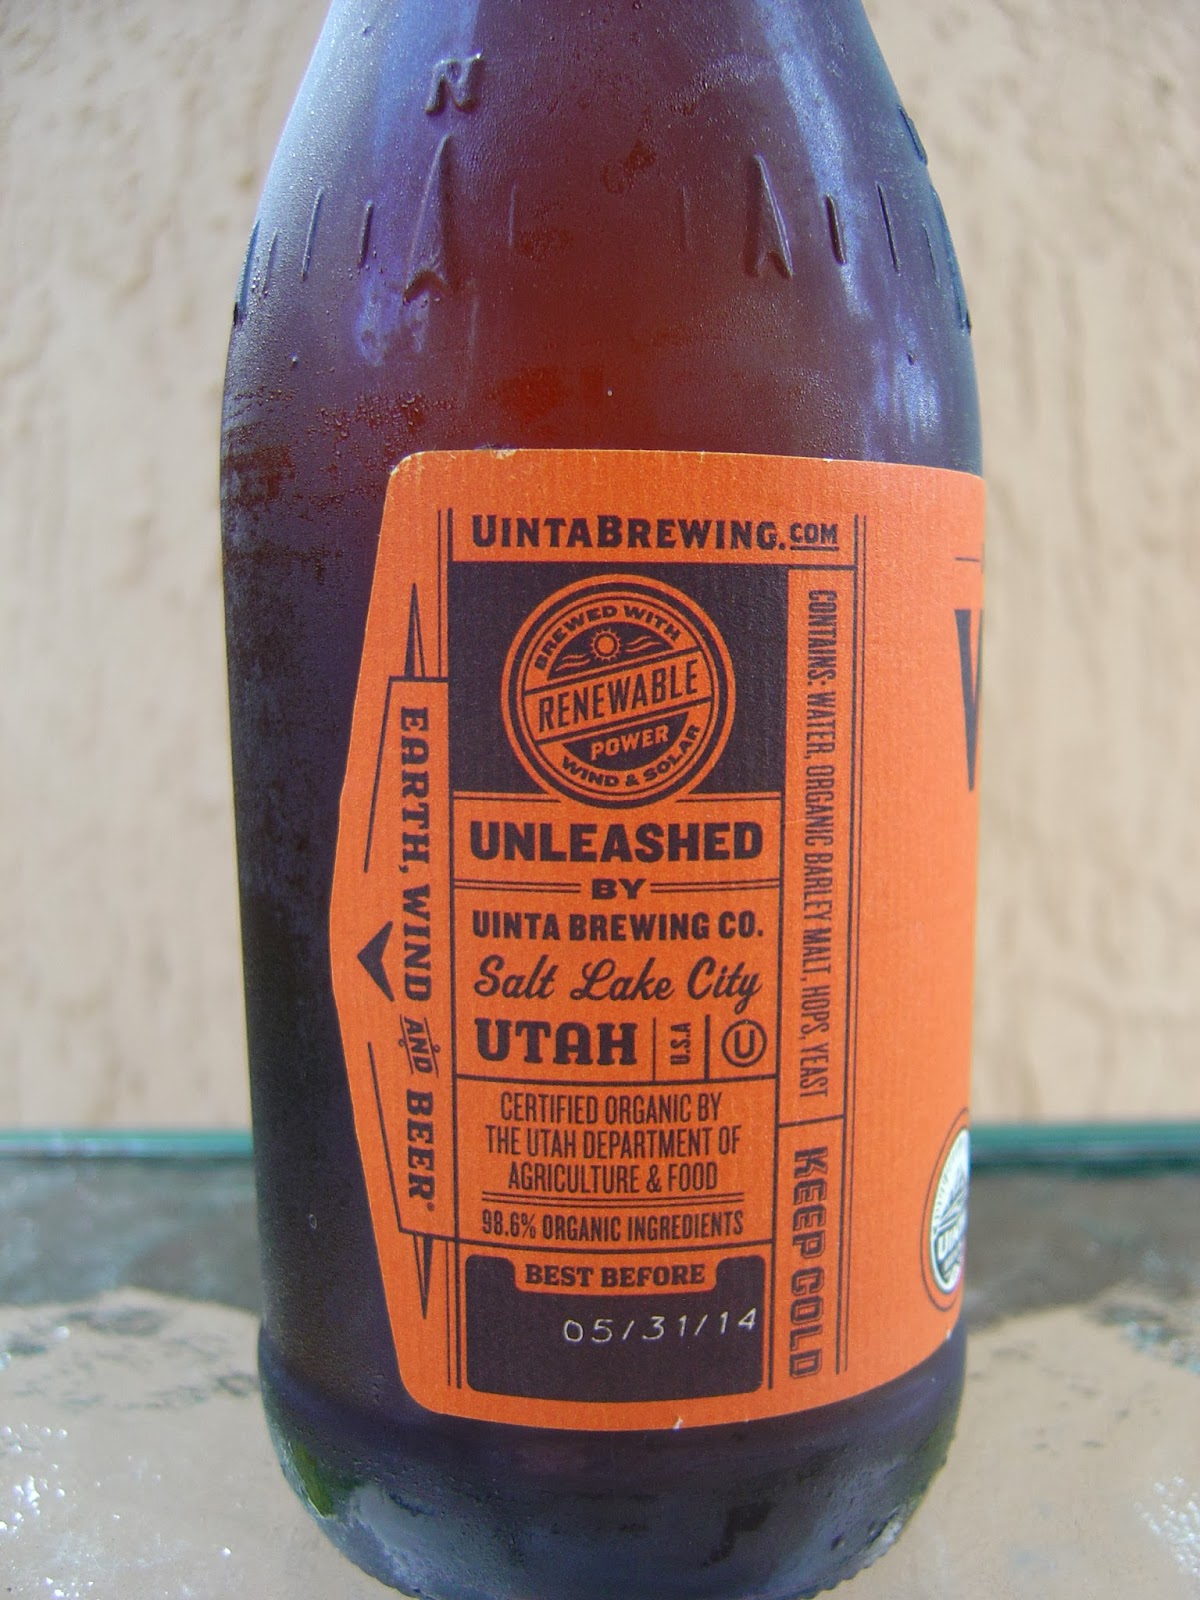 N
UINTABREWING.COM
BREWED WITH
RENEWABLE
POWER
WIND & SOLAR
UNLEASHED
BY
UINTA BREWING CO.
Salt Lake City
UTAH
U.S.A
U
CERTIFIED ORGANIC BY
THE UTAH DEPARTMENT OF
AGRICULTURE & FOOD
98.6% ORGANIC INGREDIENTS
BEST BEFORE
05/31/14
EARTH, WIND AND BEER®
CONTAINS: WATER, ORGANIC BARLEY MALT, HOPS, YEAST
KEEP COLD